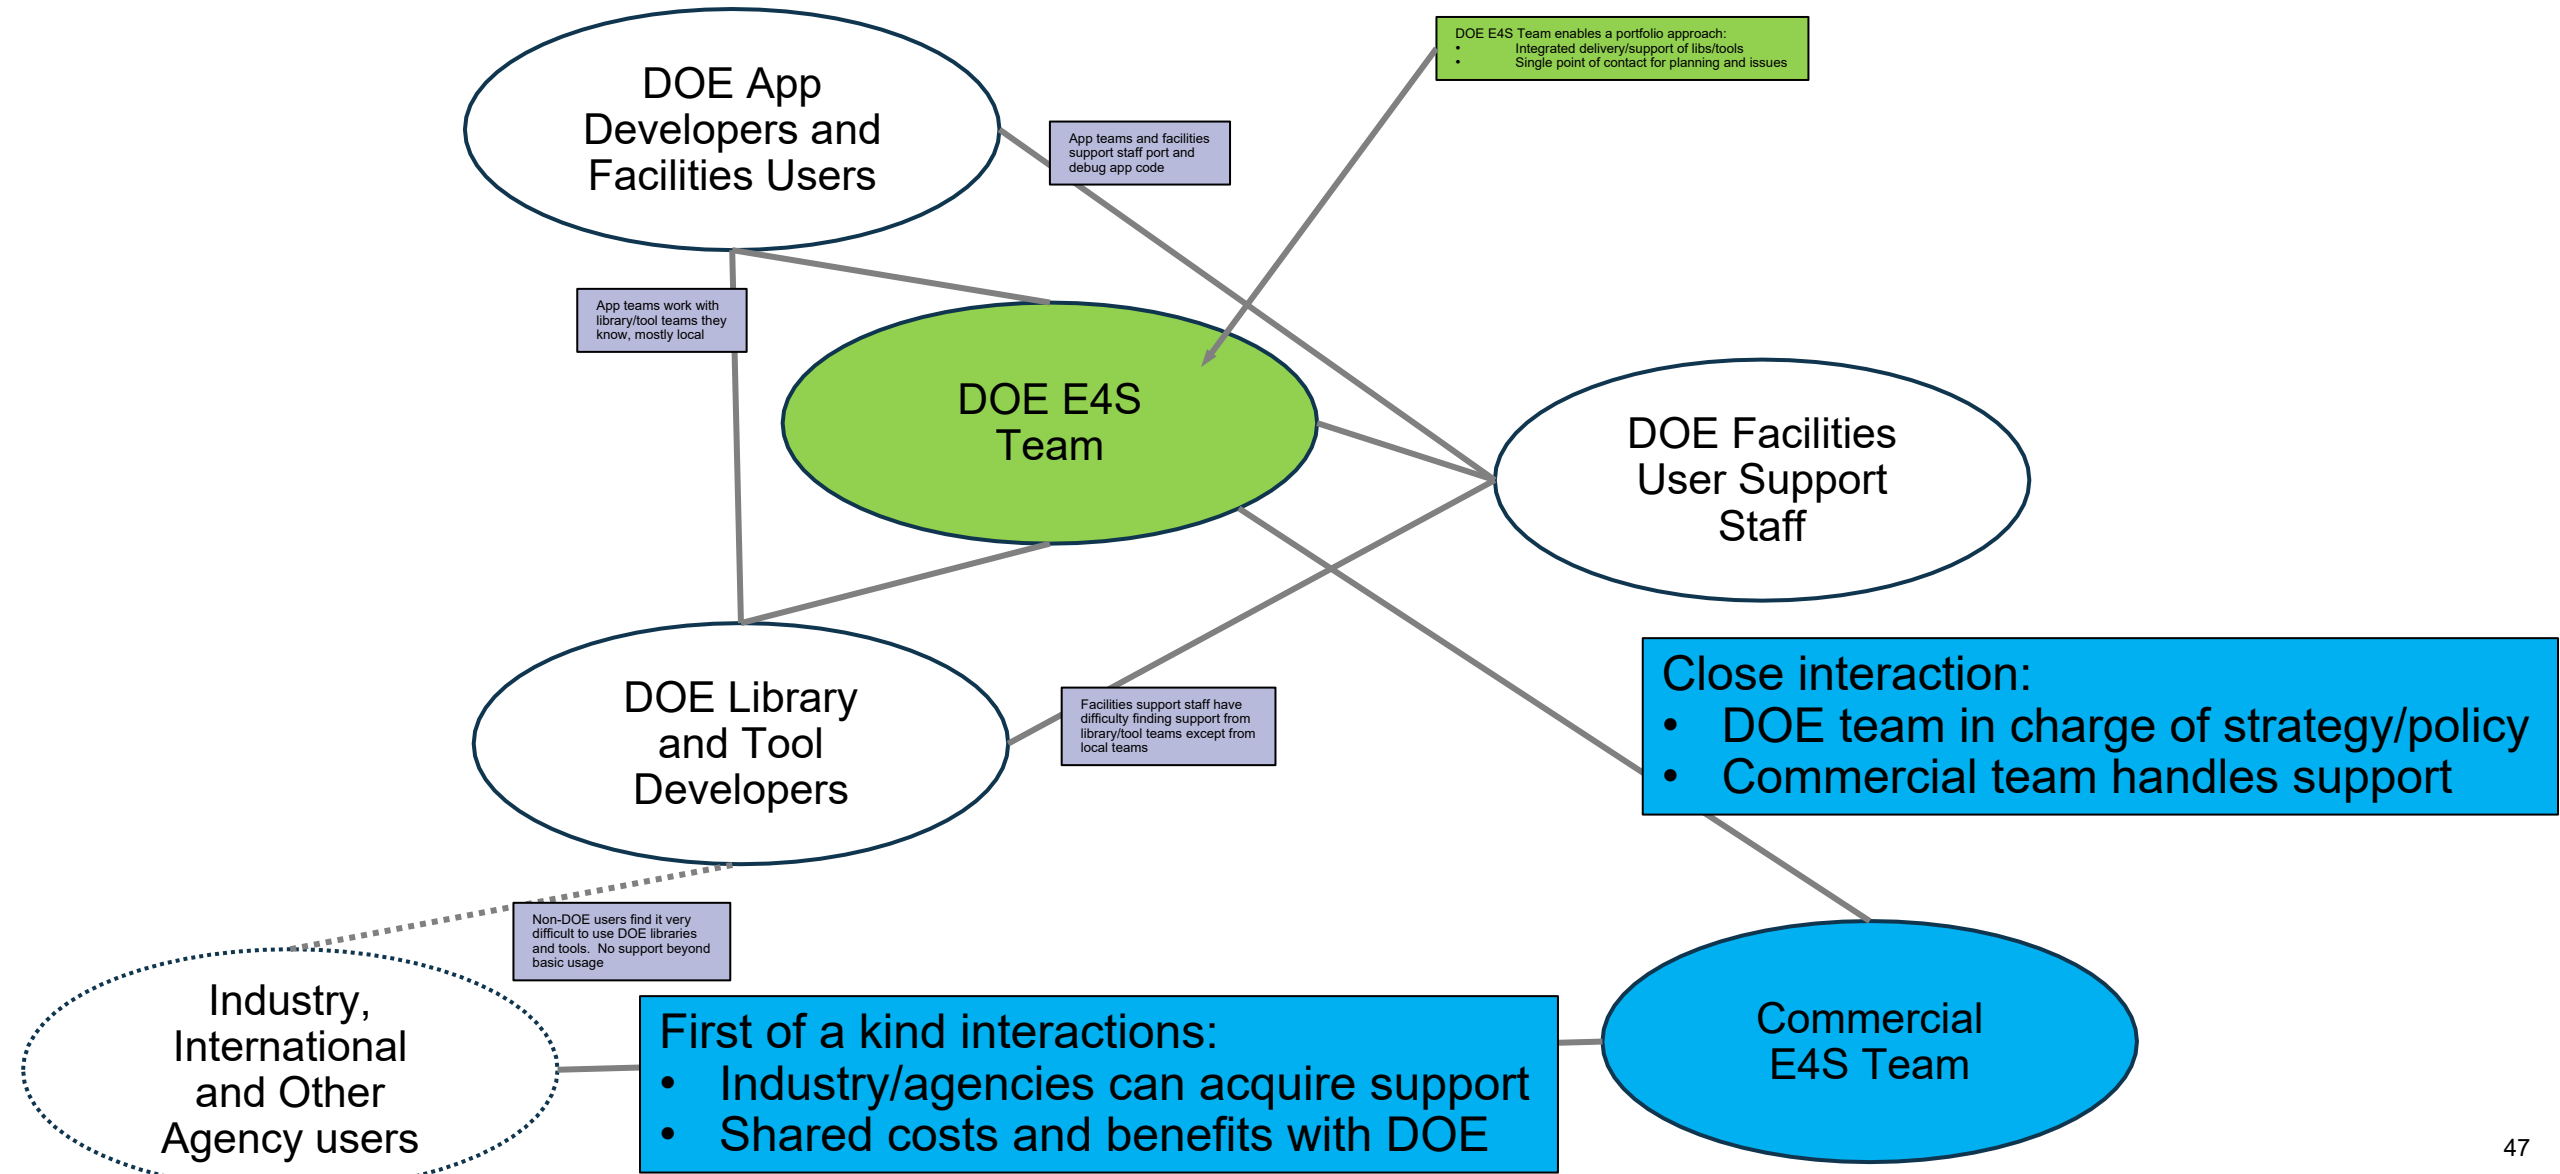 DOE App
Developers and
Facilities Users
DOE E4S Team enables a portfolio approach:
• Integrated delivery/support of libs/tools
• Single point of contact for planning and issues
App teams and facilities
support staff port and
debug app code
App teams work with
library/tool teams they
know, mostly local
DOE E4S
Team
DOE Facilities
User Support
Staff
DOE Library
and Tool
Developers
Facilities support staff have
difficulty finding support from
library/tool teams except from
local teams
Close interaction:
• DOE team in charge of strategy/policy
• Commercial team handles support
Non-DOE users find it very
difficult to use DOE libraries
and tools. No support beyond
basic usage
Industry,
International
and Other
Agency users
First of a kind interactions:
• Industry/agencies can acquire support
• Shared costs and benefits with DOE
Commercial
E4S Team
47